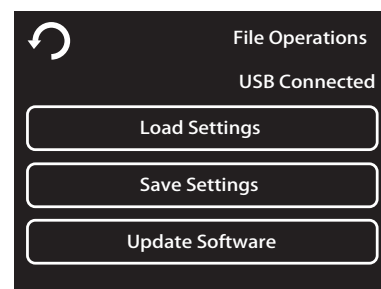 File Operations
USB Connected
Load Settings
Save Settings
Update Software